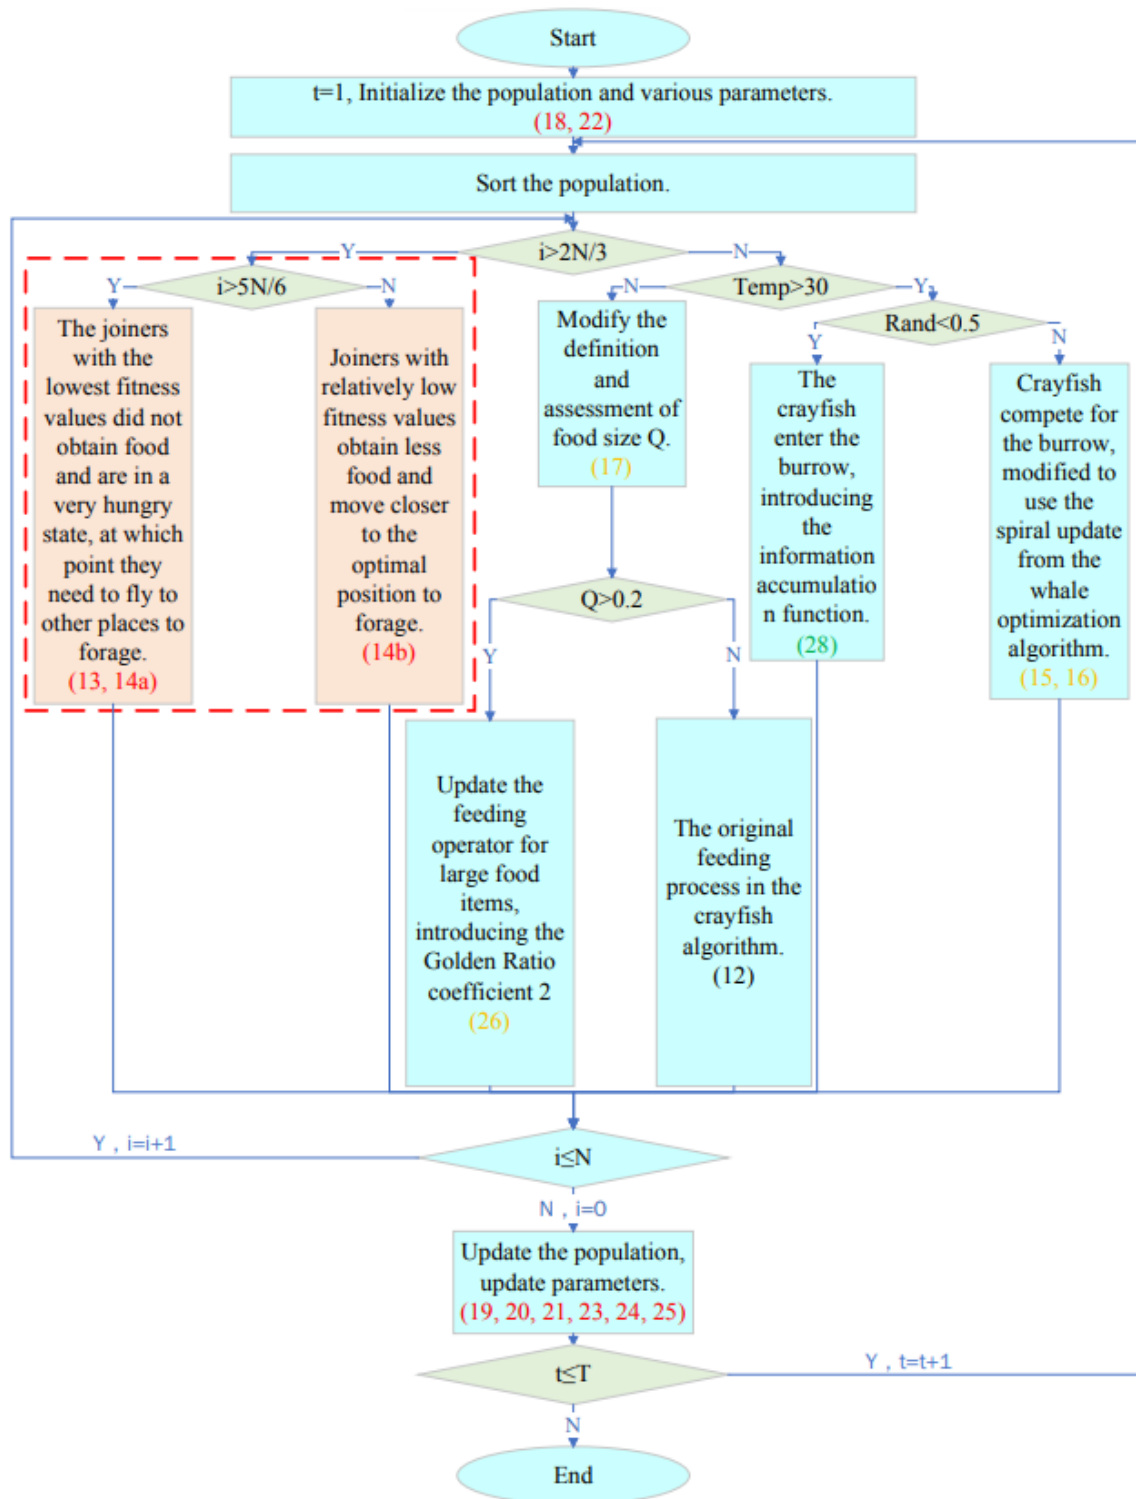 Start
t=1, Initialize the population and various parameters.
(18, 22)
Sort the population.
i>2N/3
Y
N
i>5N/6
Y
N
Temp>30
N
Y
Rand<0.5
Y
N
The joiners
with the
lowest fitness
values did not
obtain food
and are in a
very hungry
state, at which
point they
need to fly to
other places to
forage.
(13, 14a)
Joiners with
relatively low
fitness values
obtain less
food and
move closer
to the
optimal
position to
forage.
(14b)
Modify the
definition
and
assessment of
food size Q.
(17)
The
crayfish
enter the
burrow,
introducing
the
information
accumulatio
n function.
(28)
Crayfish
compete for
the burrow,
modified to
use the
spiral update
from the
whale
optimization
algorithm.
(15, 16)
Q>0.2
Y
N
Update the
feeding
operator for
large food
items,
introducing the
Golden Ratio
coefficient 2
(26)
The original
feeding
process in the
crayfish
algorithm.
(12)
Y , i=i+1
i≤N
N , i=0
Update the population,
update parameters.
(19, 20, 21, 23, 24, 25)
t≤T
Y , t=t+1
N
End